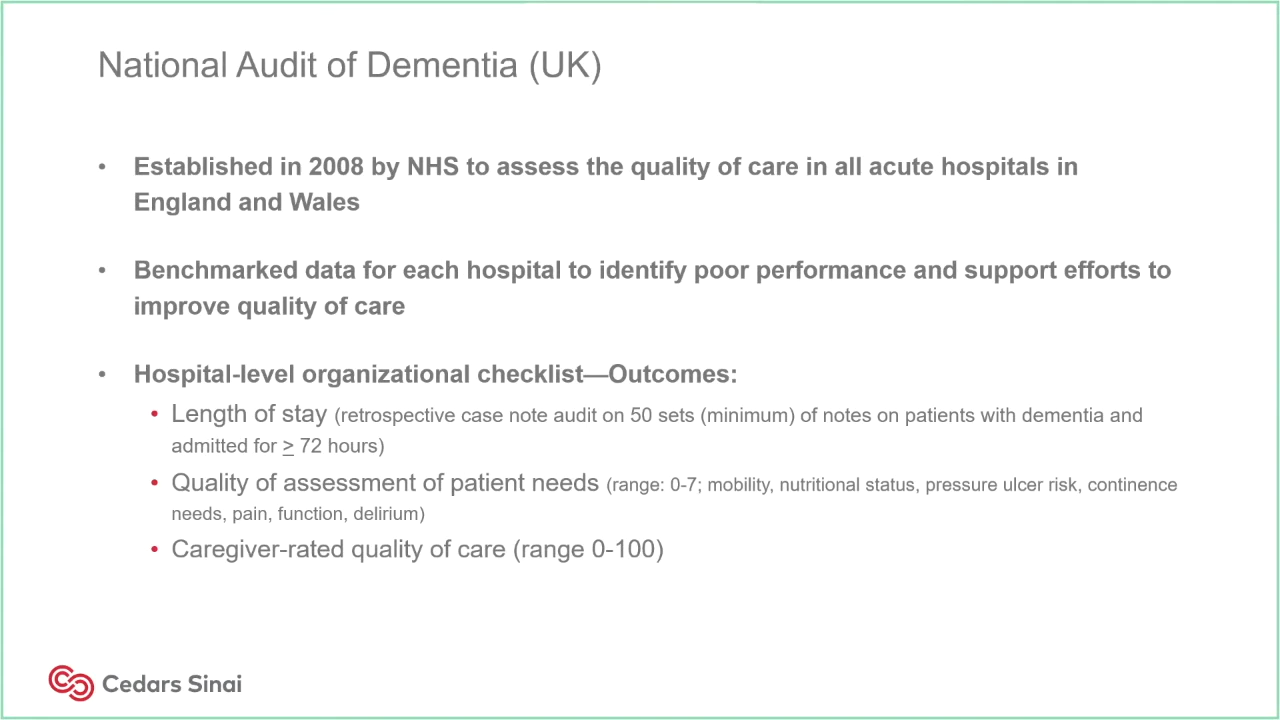 National Audit of Dementia (UK)
• Established in 2008 by NHS to assess the quality of care in all acute hospitals in
England and Wales
• Benchmarked data for each hospital to identify poor performance and support efforts to
improve quality of care
• Hospital-level organizational checklist—Outcomes:
• Length of stay (retrospective case note audit on 50 sets (minimum) of notes on patients with dementia and
admitted for ≥ 72 hours)
• Quality of assessment of patient needs (range: 0-7; mobility, nutritional status, pressure ulcer risk, continence
needs, pain, function, delirium)
• Caregiver-rated quality of care (range 0-100)
Cedars Sinai